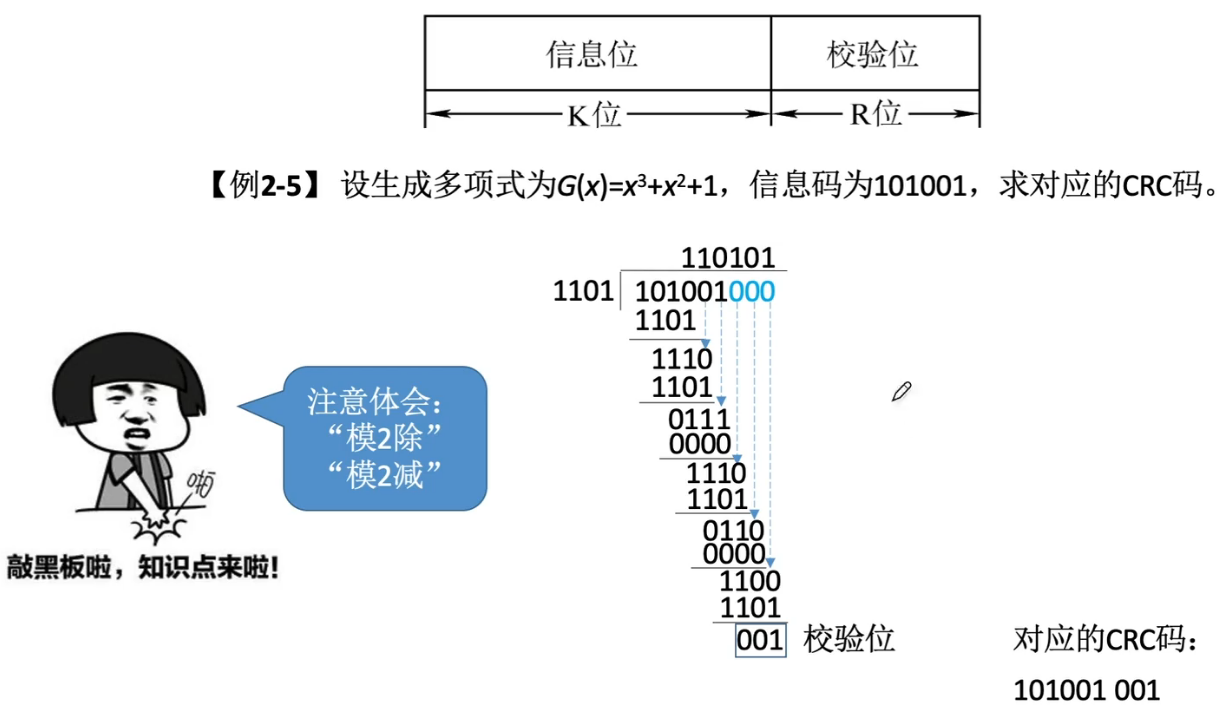 信息位 校验位
K位 R位
【例2-5】 设生成多项式为G(x)=x³+x²+1，信息码为101001，求对应的CRC码。
110101
1101 101001000
1101
1110
1101
0111
0000
1110
1101
0110
0000
1100
1101
001 校验位
对应的CRC码：
101001 001
注意体会：
“模2除”
“模2减”
啪
敲黑板啦，知识点来啦!